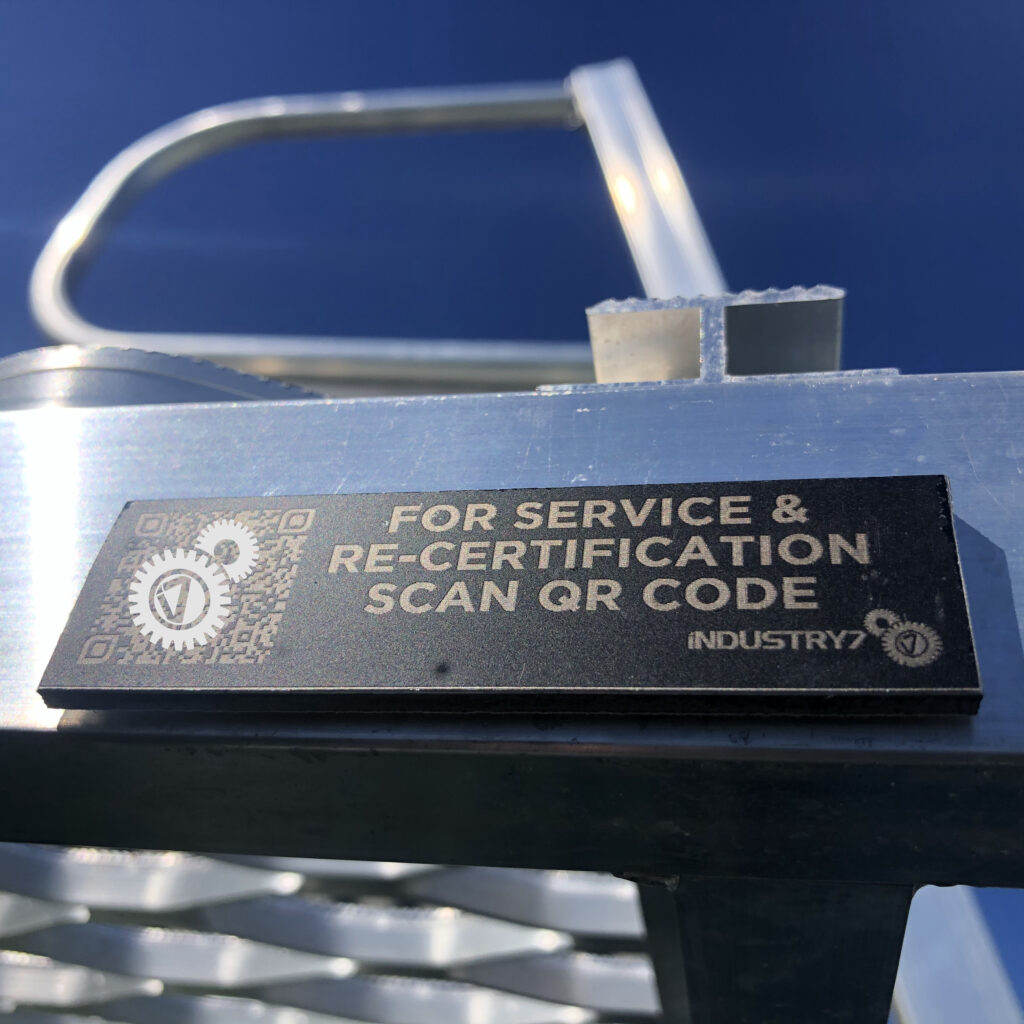 FOR SERVICE &
RE-CERTIFICATION
SCAN QR CODE
iNDUSTRY7